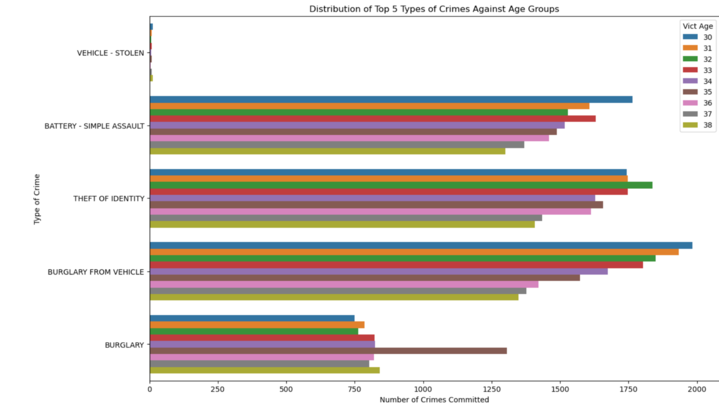 Distribution of Top 5 Types of Crimes Against Age Groups
Vict Age
30
31
32
33
34
35
36
37
38
Type of Crime
VEHICLE - STOLEN
BATTERY - SIMPLE ASSAULT
THEFT OF IDENTITY
BURGLARY FROM VEHICLE
BURGLARY
0 250 500 750 1000 1250 1500 1750 2000
Number of Crimes Committed